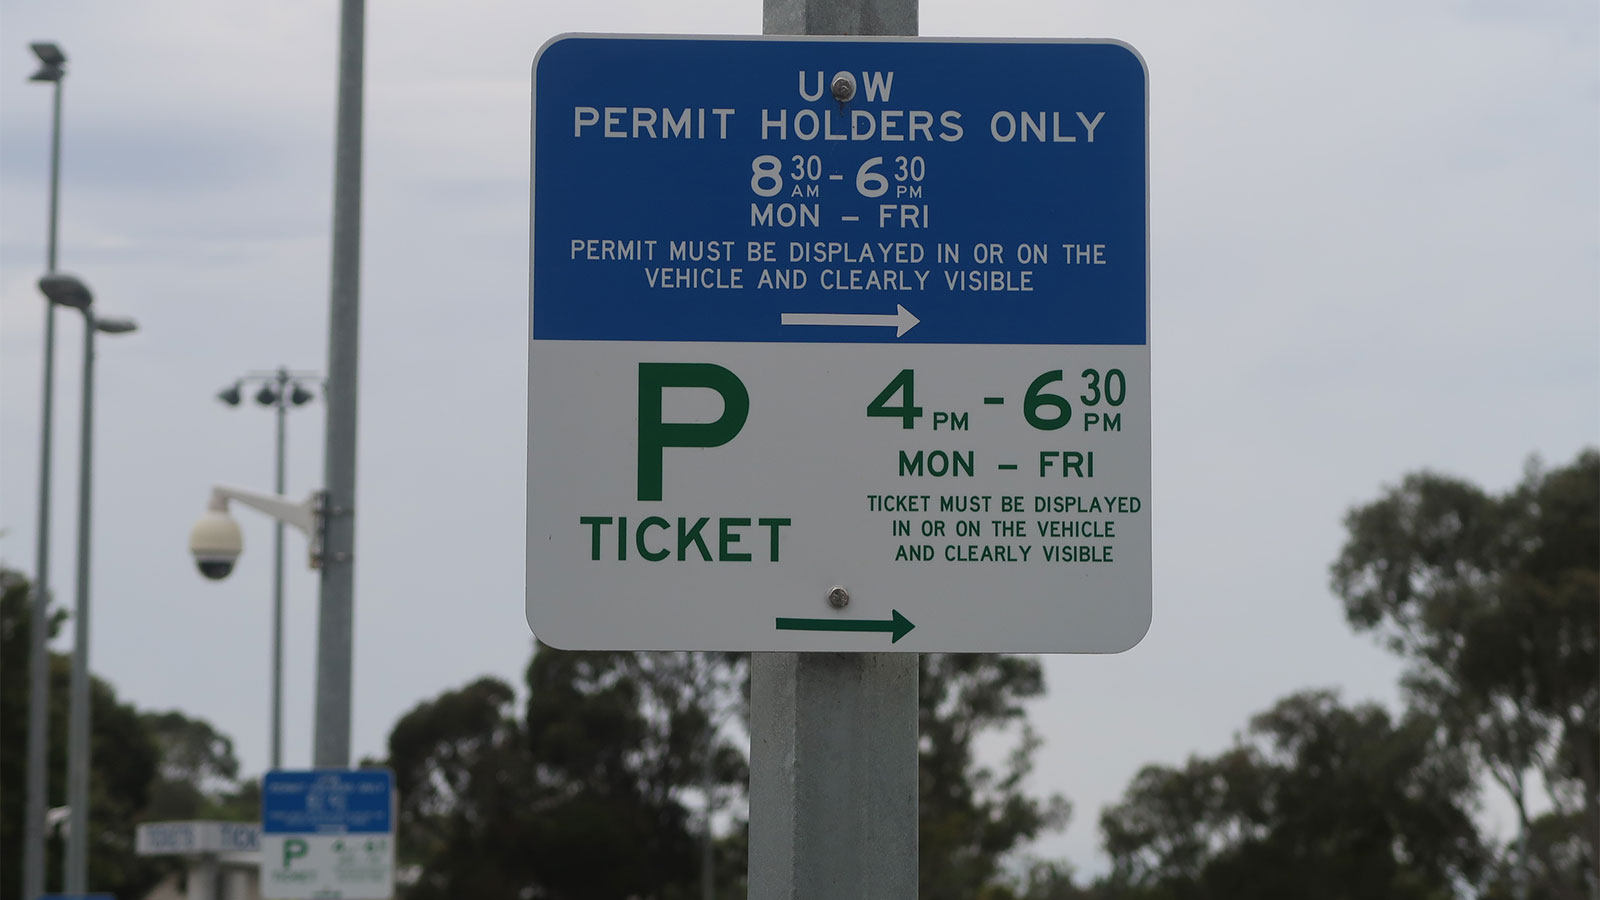 UOW
PERMIT HOLDERS ONLY
8 30 AM - 6 30 PM
MON – FRI
PERMIT MUST BE DISPLAYED IN OR ON THE
VEHICLE AND CLEARLY VISIBLE
P
TICKET
4 PM - 6 30 PM
MON – FRI
TICKET MUST BE DISPLAYED
IN OR ON THE VEHICLE
AND CLEARLY VISIBLE
P
TICKET